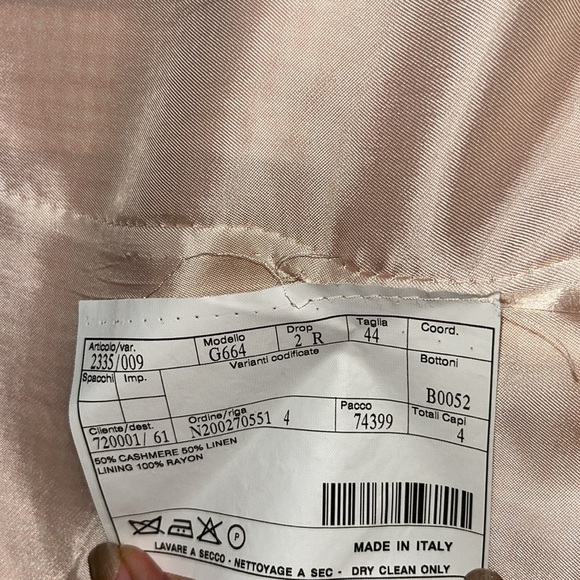 Articolo/var. Modello Drop Taglia Coord.
2335/009 G664 2 R 44
Spacchi Imp. Varianti codificate Bottoni
B0052
Cliente/dest. Ordine/riga Pacco Totali Capi
720001/ 61 N200270551 4 74399 4
50% CASHMERE 50% LINEN
LINING 100% RAYON
P
MADE IN ITALY
LAVARE A SECCO - NETTOYAGE A SEC - DRY CLEAN ONLY